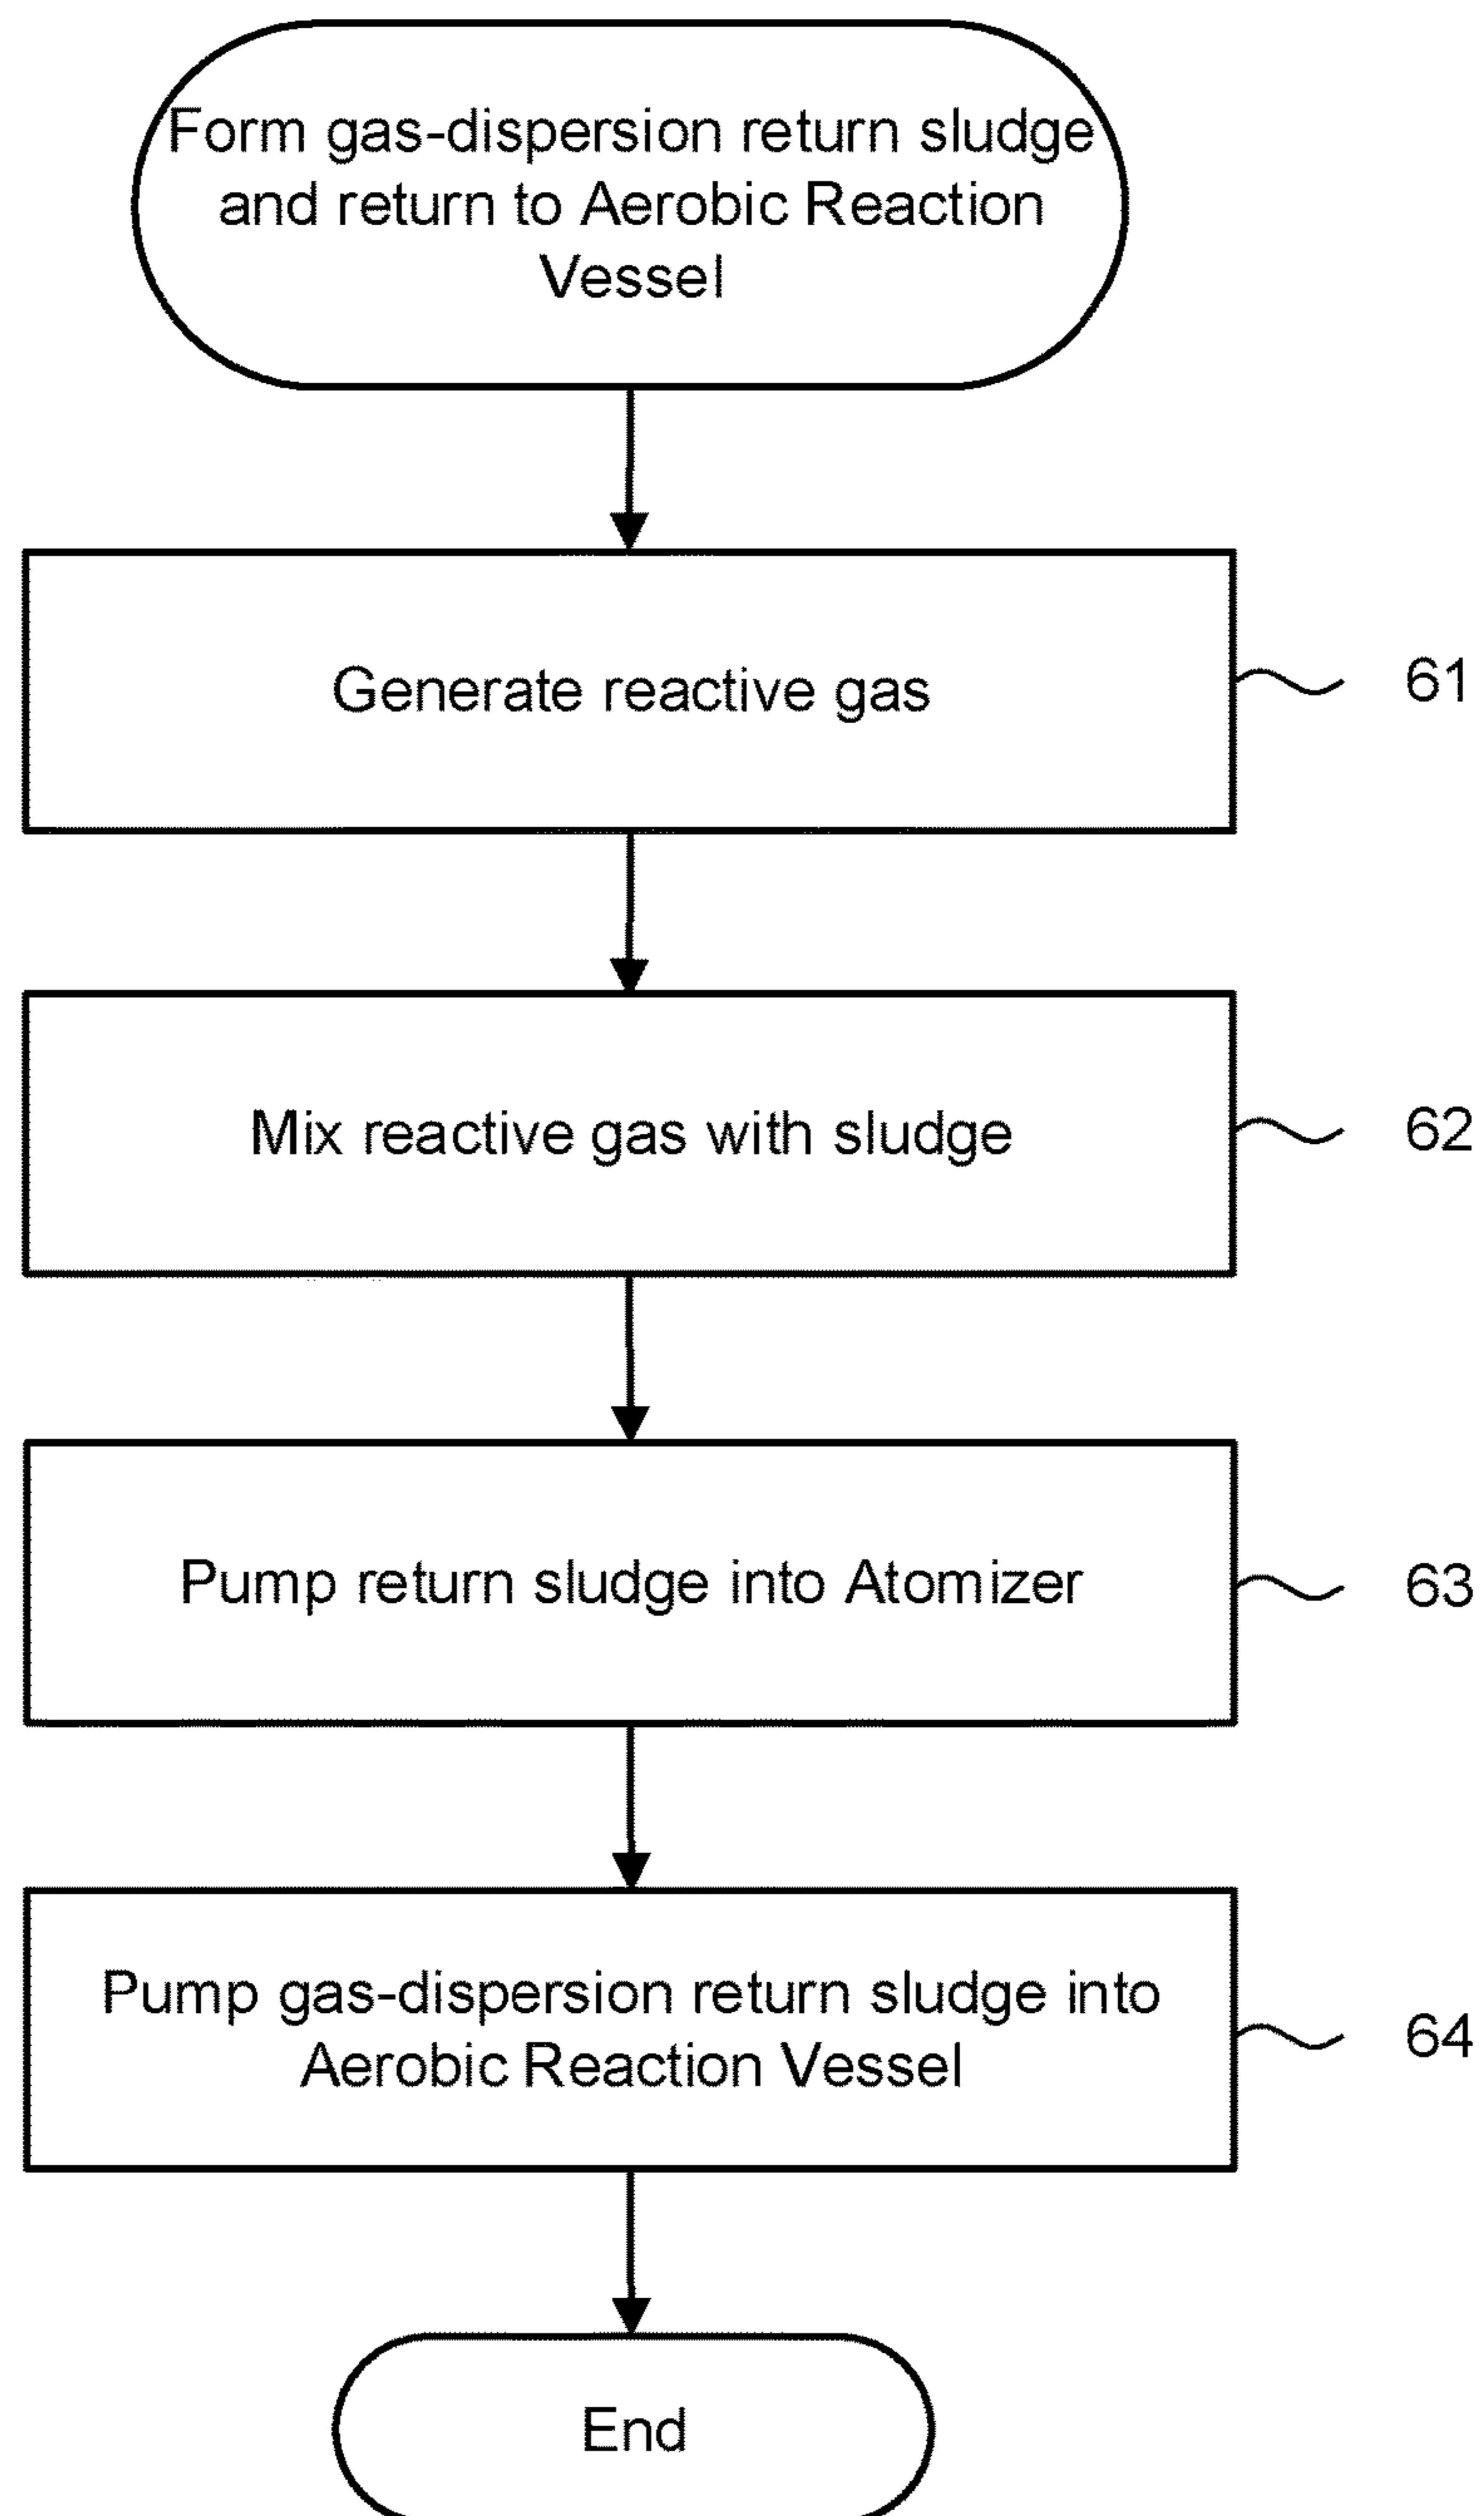 Form gas-dispersion return sludge
and return to Aerobic Reaction
Vessel
Generate reactive gas
61
Mix reactive gas with sludge
62
Pump return sludge into Atomizer
63
Pump gas-dispersion return sludge into
Aerobic Reaction Vessel
64
End